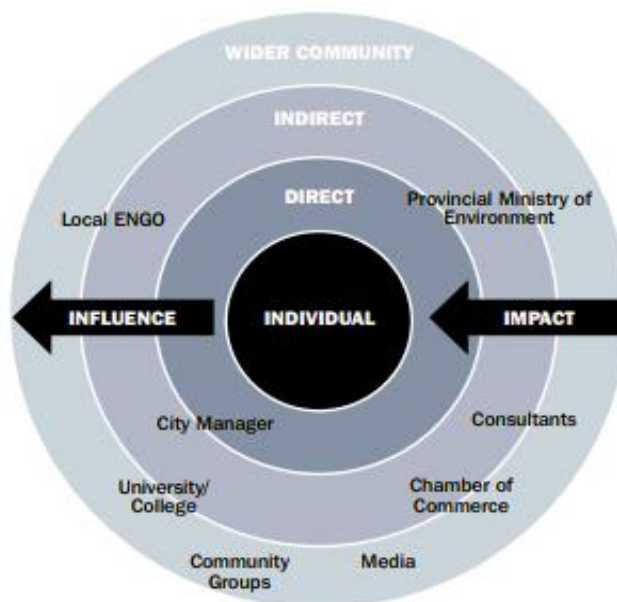 WIDER COMMUNITY
INDIRECT
DIRECT
Local ENGO
Provincial Ministry of
Environment
INFLUENCE
INDIVIDUAL
IMPACT
City Manager
Consultants
University/
College
Chamber of
Commerce
Community
Groups
Media